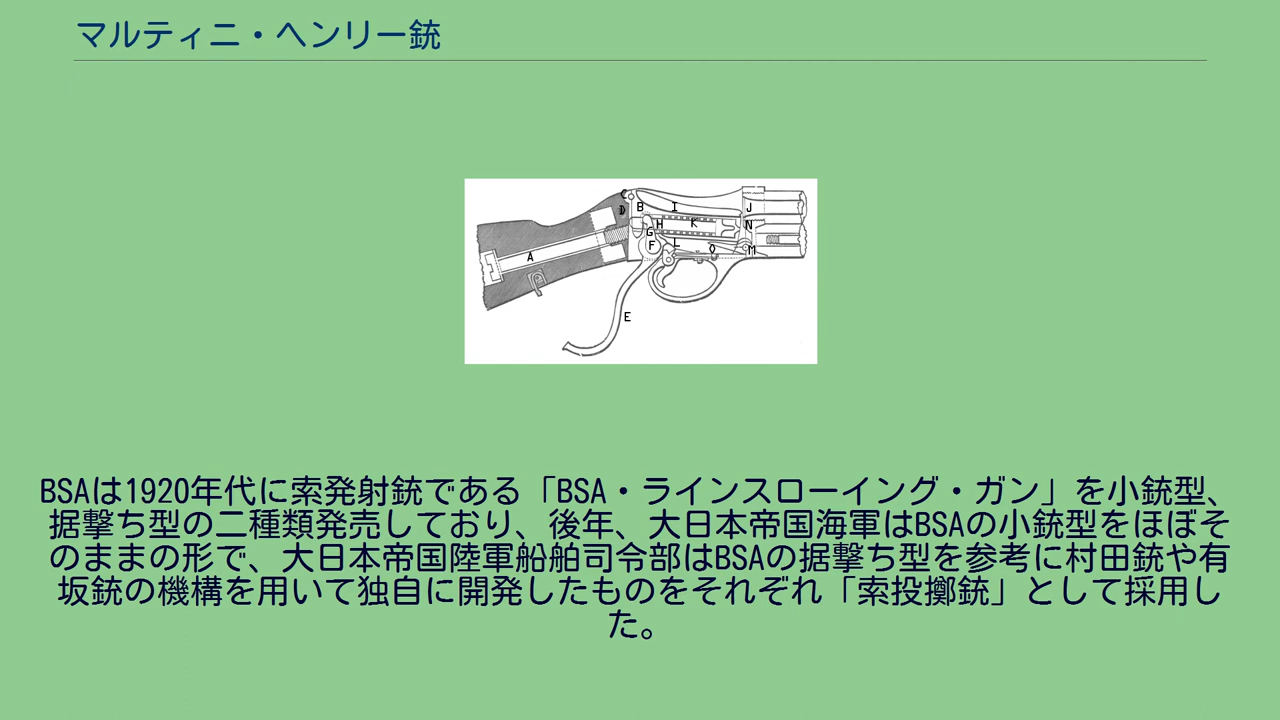 マルティニ・ヘンリー銃
C
D
B
I
J
H
K
N
G
F
L
O
M
A
E
BSAは1920年代に索発射銃である「BSA・ラインスローイング・ガン」を小銃型、
据撃ち型の二種類発売しており、後年、大日本帝国海軍はBSAの小銃型をほぼそ
のままの形で、大日本帝国陸軍船舶司令部はBSAの据撃ち型を参考に村田銃や有
坂銃の機構を用いて独自に開発したものをそれぞれ「索投擲銃」として採用し
た。